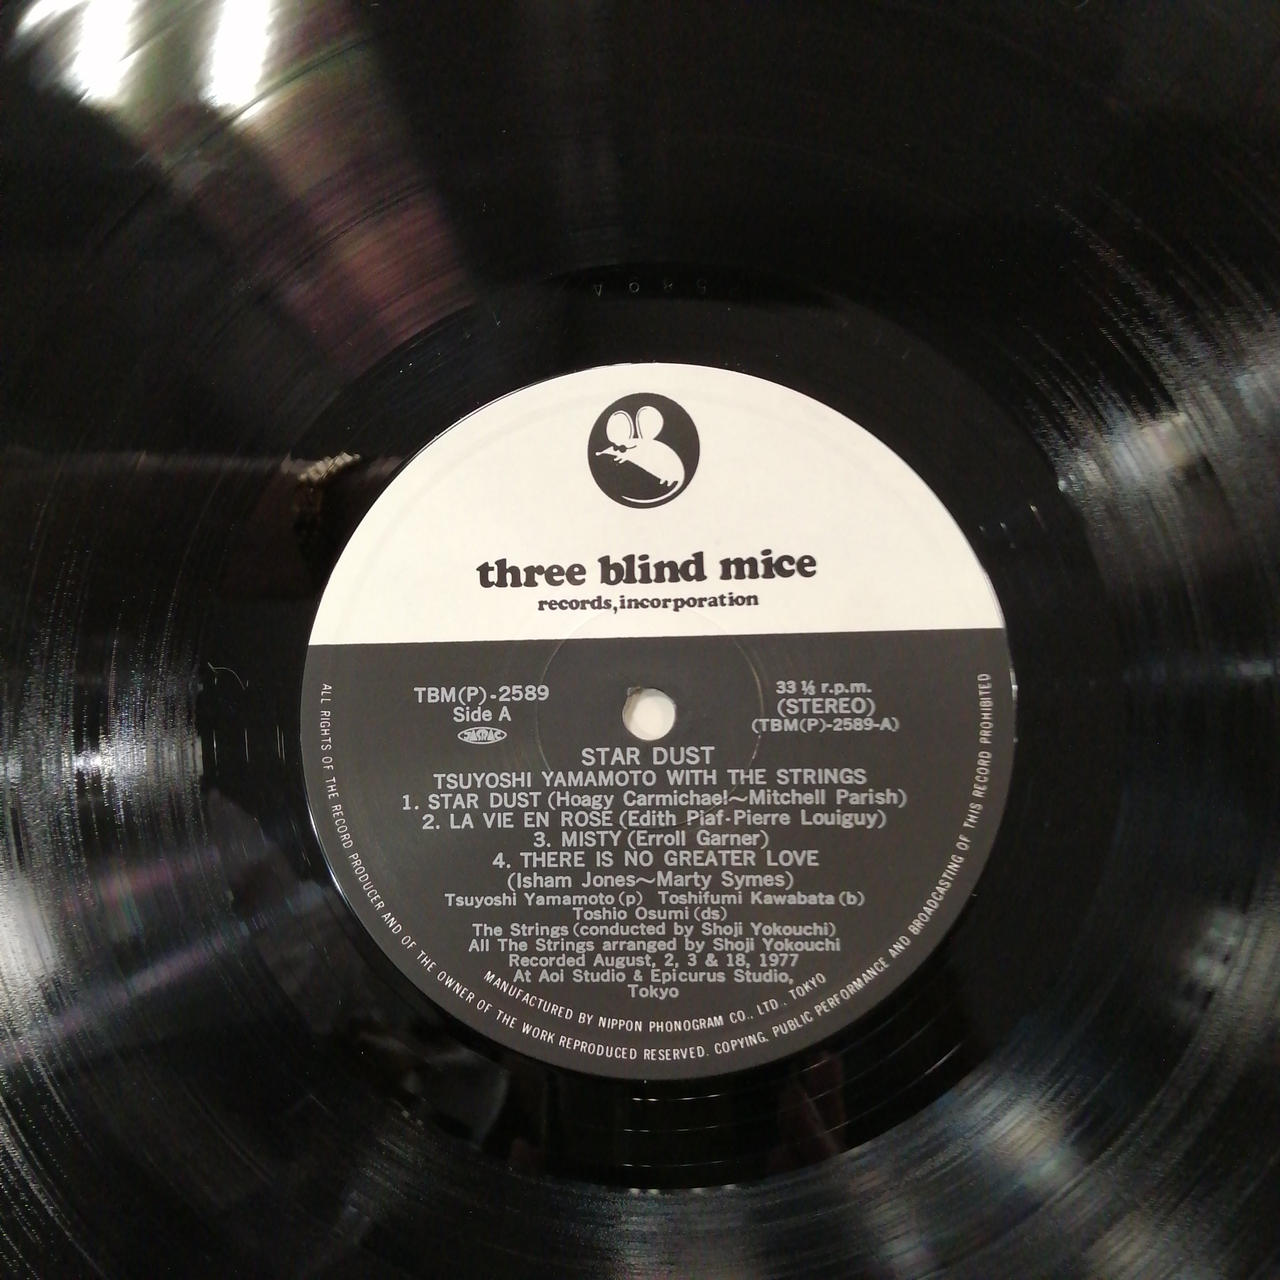 three blind mice
records, incorporation
TBM(P)-2589
Side A
JASRAC
33 ⅓ r.p.m.
(STEREO)
(TBM(P)-2589-A)
STAR DUST
TSUYOSHI YAMAMOTO WITH THE STRINGS
1. STAR DUST (Hoagy Carmichael~Mitchell Parish)
2. LA VIE EN ROSE (Edith Piaf-Pierre Louiguy)
3. MISTY (Erroll Garner)
4. THERE IS NO GREATER LOVE
(Isham Jones~Marty Symes)
Tsuyoshi Yamamoto (p) Toshifumi Kawabata (b)
Toshio Osumi (ds)
The Strings (conducted by Shoji Yokouchi)
All The Strings arranged by Shoji Yokouchi
Recorded August, 2, 3 & 18, 1977
At Aoi Studio & Epicurus Studio,
Tokyo
MANUFACTURED BY NIPPON PHONOGRAM CO., LTD., TOKYO
ALL RIGHTS OF THE RECORD PRODUCER AND OF THE OWNER OF THE WORK REPRODUCED RESERVED. COPYING, PUBLIC PERFORMANCE AND BROADCASTING OF THIS RECORD PROHIBITED